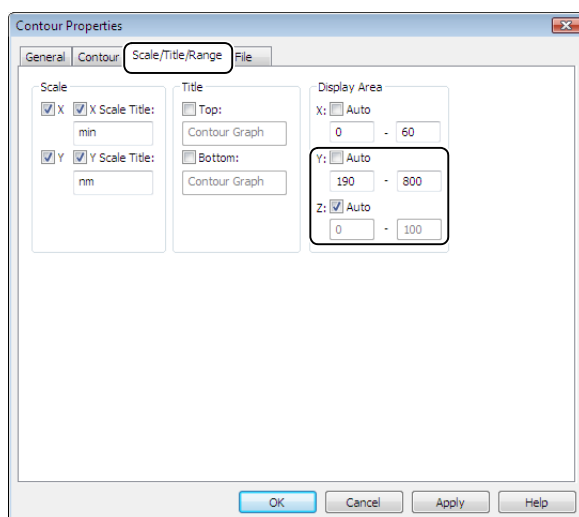 Contour Properties
General Contour Scale/Title/Range File
Scale
X X Scale Title:
min
Y Y Scale Title:
nm
Title
Top:
Contour Graph
Bottom:
Contour Graph
Display Area
X: Auto
0 - 60
Y: Auto
190 - 800
Z: Auto
0 - 100
OK Cancel Apply Help